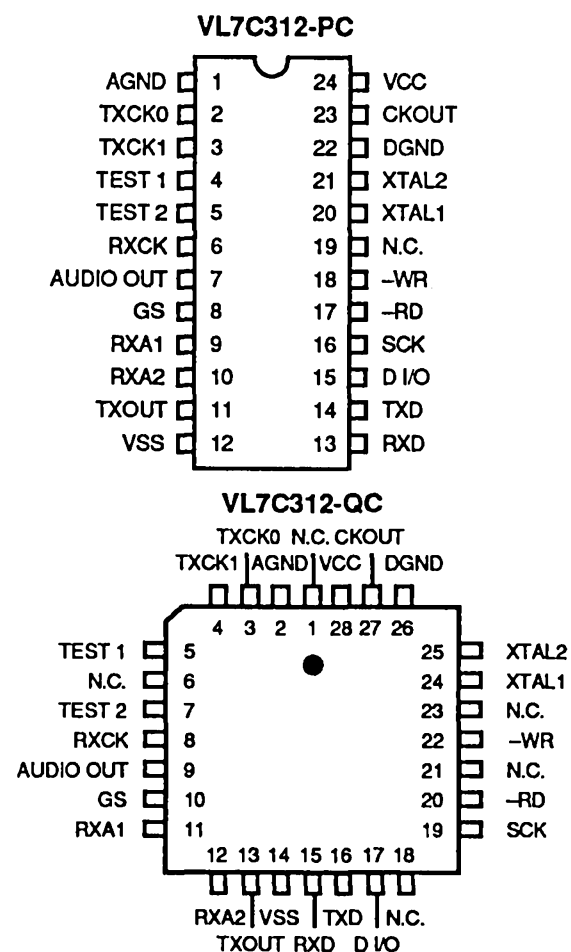 VL7C312-PC
AGND 1 24 VCC
TXCK0 2 23 CKOUT
TXCK1 3 22 DGND
TEST 1 4 21 XTAL2
TEST 2 5 20 XTAL1
RXCK 6 19 N.C.
AUDIO OUT 7 18 –WR
GS 8 17 –RD
RXA1 9 16 SCK
RXA2 10 15 D I/O
TXOUT 11 14 TXD
VSS 12 13 RXD
VL7C312-QC
TXCK0 N.C. CKOUT
TXCK1 AGND VCC DGND
4 3 2 1 28 27 26
TEST 1 5 25 XTAL2
N.C. 6 24 XTAL1
TEST 2 7 23 N.C.
RXCK 8 22 –WR
AUDIO OUT 9 21 N.C.
GS 10 20 –RD
RXA1 11 19 SCK
12 13 14 15 16 17 18
RXA2 VSS TXD N.C.
TXOUT RXD D I/O